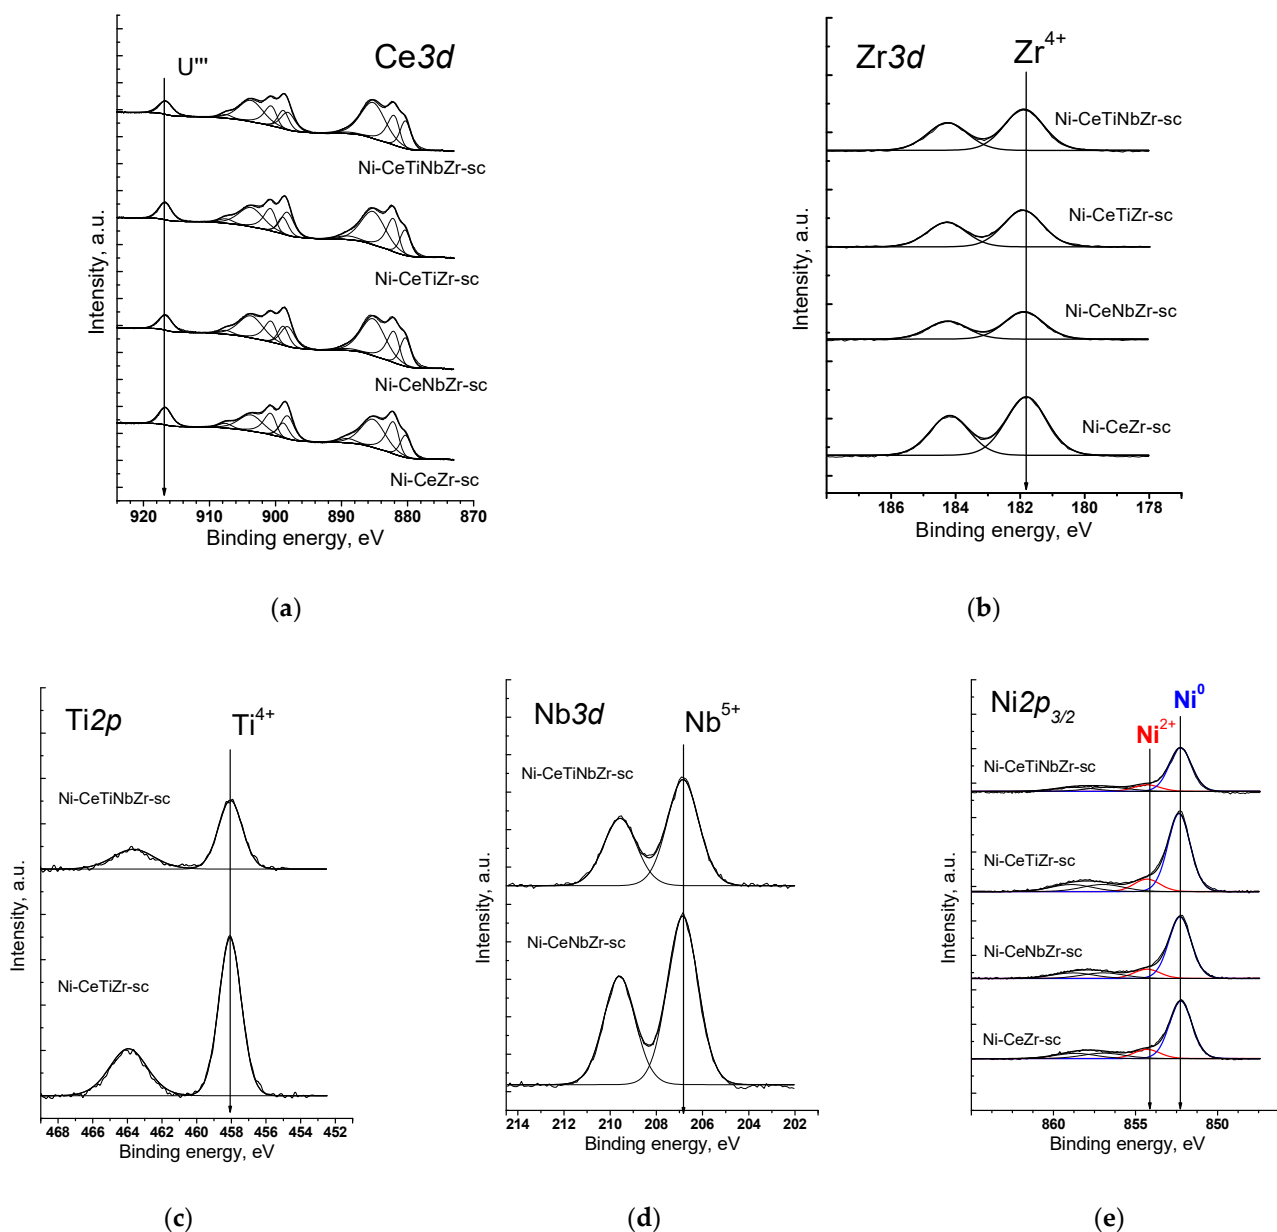 Ce3d
U'''
Ni-CeTiNbZr-sc
Ni-CeTiZr-sc
Ni-CeNbZr-sc
Ni-CeZr-sc
Intensity, a.u.
920 910 900 890 880 870
Binding energy, eV
(a)
Zr3d
Zr4+
Ni-CeTiNbZr-sc
Ni-CeTiZr-sc
Ni-CeNbZr-sc
Ni-CeZr-sc
Intensity, a.u.
186 184 182 180 178
Binding energy, eV
(b)
Ti2p
Ti4+
Ni-CeTiNbZr-sc
Ni-CeTiZr-sc
Intensity, a.u.
468 466 464 462 460 458 456 454 452
Binding energy, eV
(c)
Nb3d
Nb5+
Ni-CeTiNbZr-sc
Ni-CeNbZr-sc
Intensity, a.u.
214 212 210 208 206 204 202
Binding energy, eV
(d)
Ni2p3/2
Ni2+
Ni0
Ni-CeTiNbZr-sc
Ni-CeTiZr-sc
Ni-CeNbZr-sc
Ni-CeZr-sc
Intensity, a.u.
860 855 850
Binding energy, eV
(e)